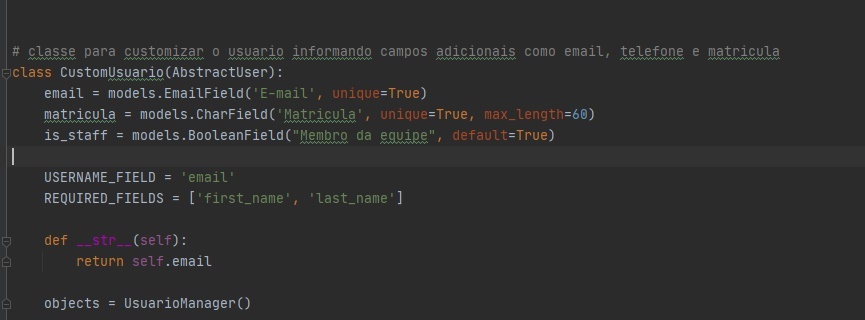 # classe para customizar o usuario informando campos adicionais como email, telefone e matricula
class CustomUsuario(AbstractUser):
    email = models.EmailField('E-mail', unique=True)
    matricula = models.CharField('Matricula', unique=True, max_length=60)
    is_staff = models.BooleanField("Membro da equipe", default=True)
    USERNAME_FIELD = 'email'
    REQUIRED_FIELDS = ['first_name', 'last_name']
    def __str__(self):
        return self.email
    objects = UsuarioManager()